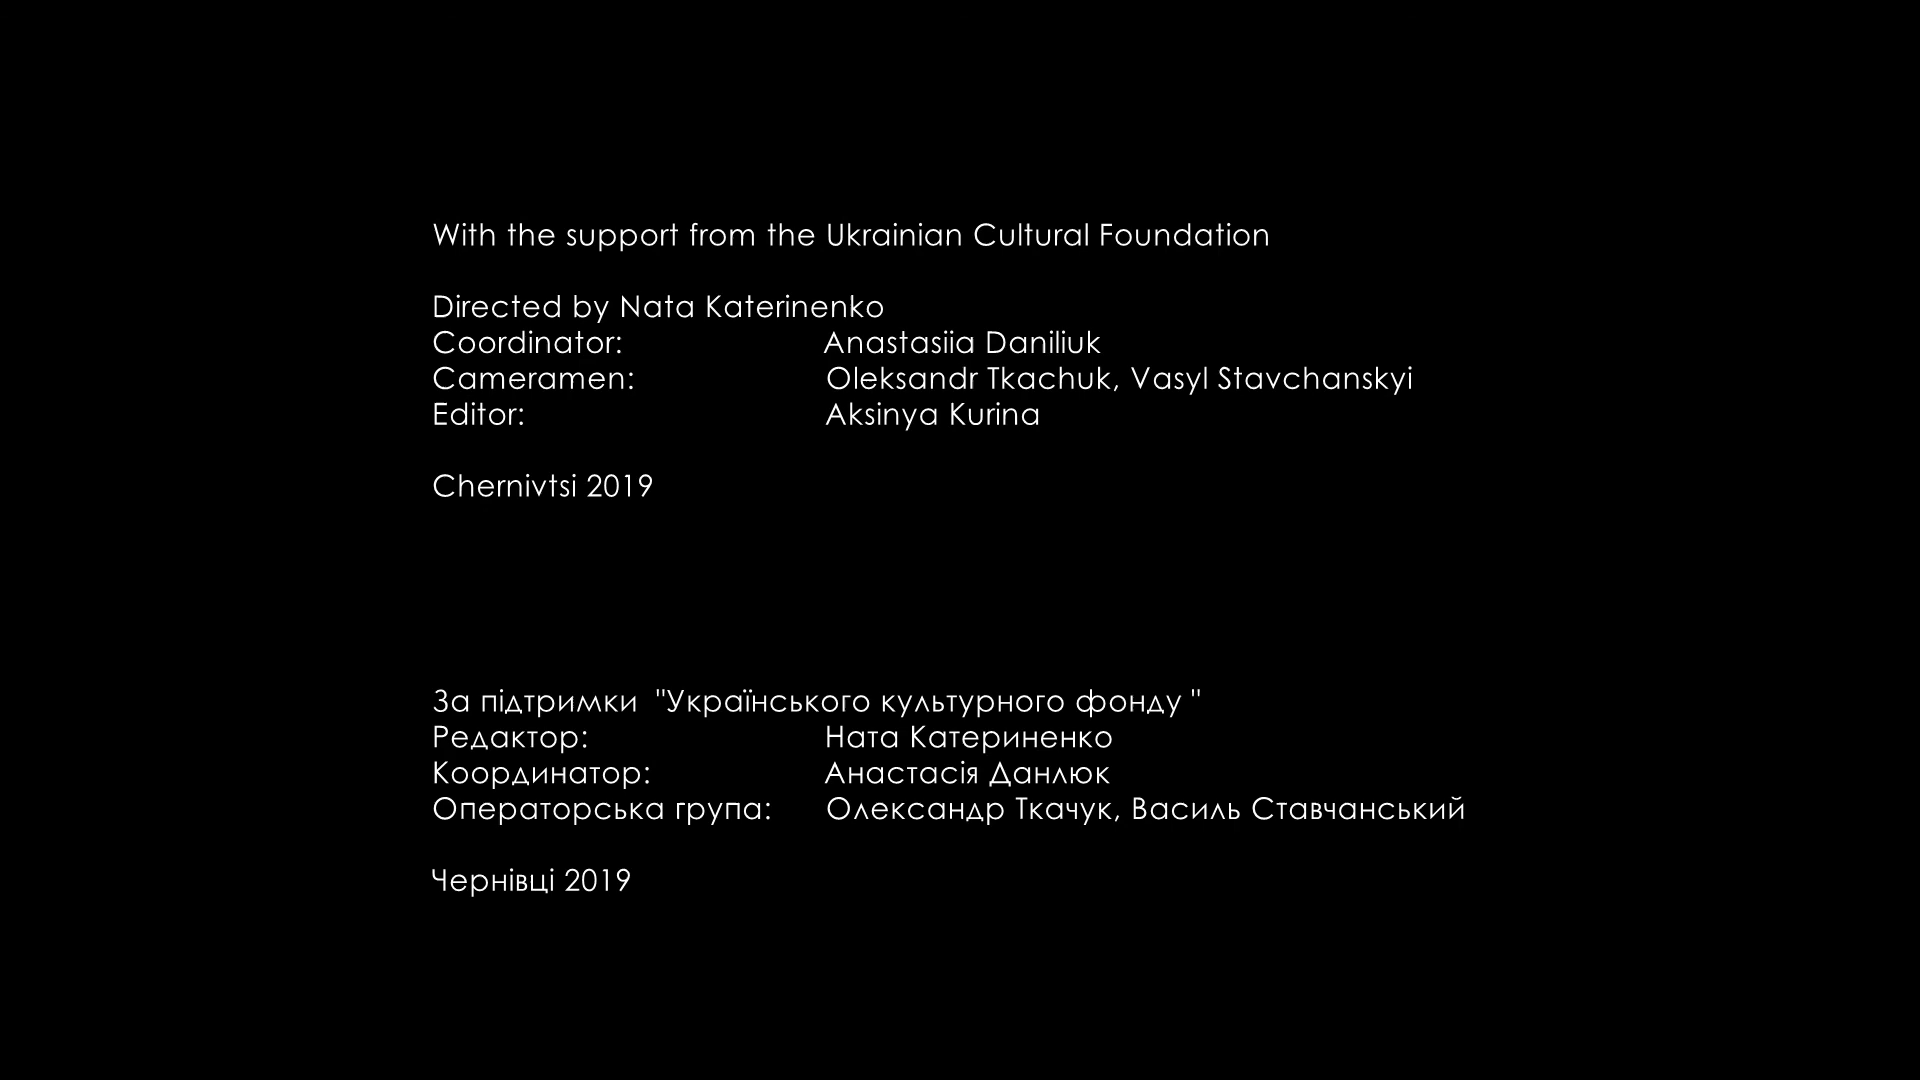 With the support from the Ukrainian Cultural Foundation
Directed by Nata Katerinenko
Coordinator: Anastasiia Daniliuk
Cameramen: Oleksandr Tkachuk, Vasyl Stavchanskyi
Editor: Aksinya Kurina
Chernivtsi 2019
За підтримки "Українського культурного фонду "
Редактор: Ната Катериненко
Координатор: Анастасія Данлюк
Операторська група: Олександр Ткачук, Василь Ставчанський
Чернівці 2019